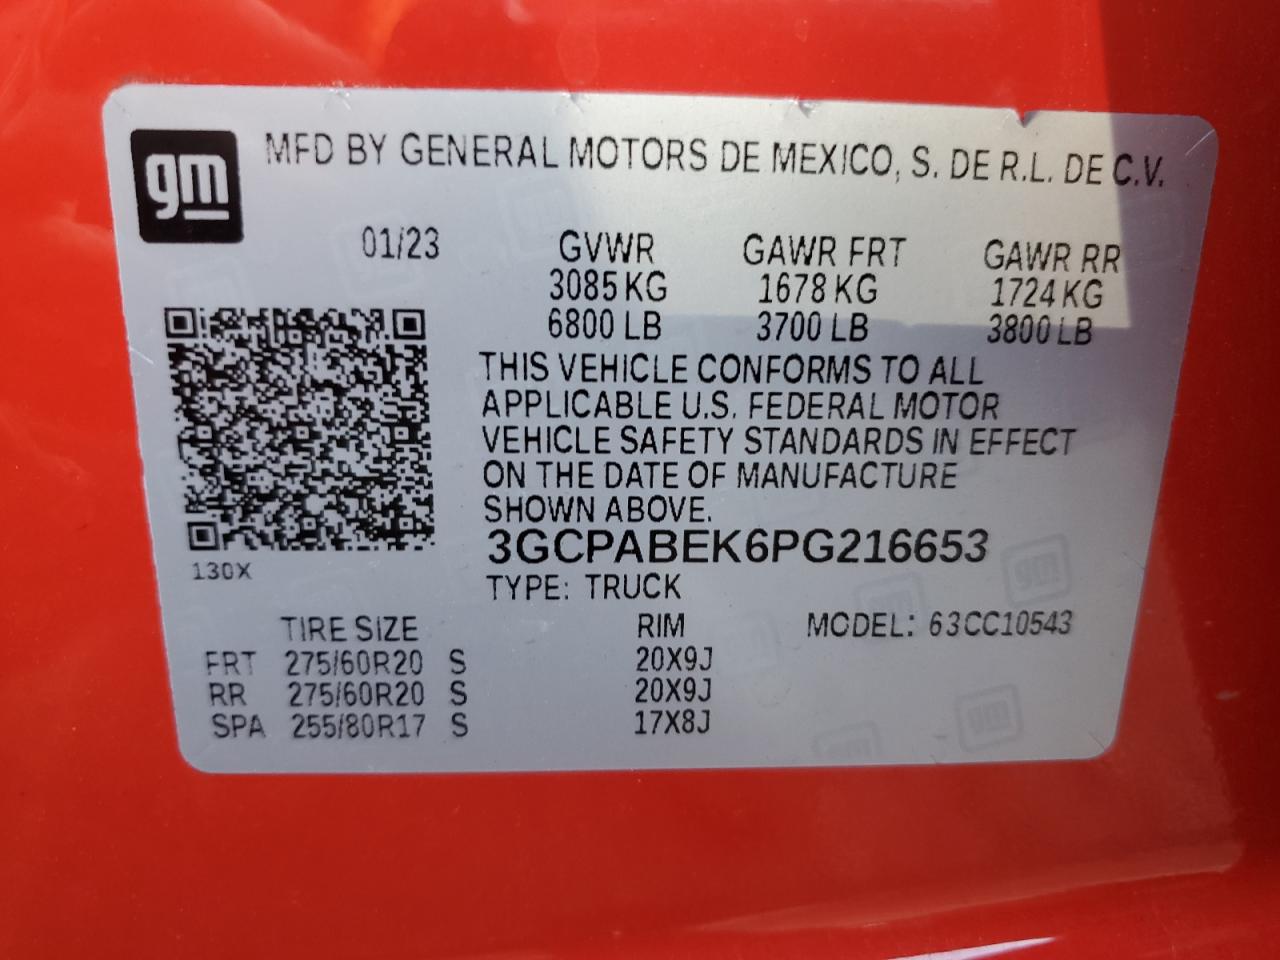 gm
MFD BY GENERAL MOTORS DE MEXICO, S. DE R.L. DE C.V.
01/23 GVWR GAWR FRT GAWR RR
3085 KG 1678 KG 1724 KG
6800 LB 3700 LB 3800 LB
THIS VEHICLE CONFORMS TO ALL
APPLICABLE U.S. FEDERAL MOTOR
VEHICLE SAFETY STANDARDS IN EFFECT
ON THE DATE OF MANUFACTURE
SHOWN ABOVE.
3GCPABEK6PG216653
130X
TYPE: TRUCK
TIRE SIZE RIM MODEL: 63CC10543
FRT 275/60R20 S 20X9J
RR 275/60R20 S 20X9J
SPA 255/80R17 S 17X8J